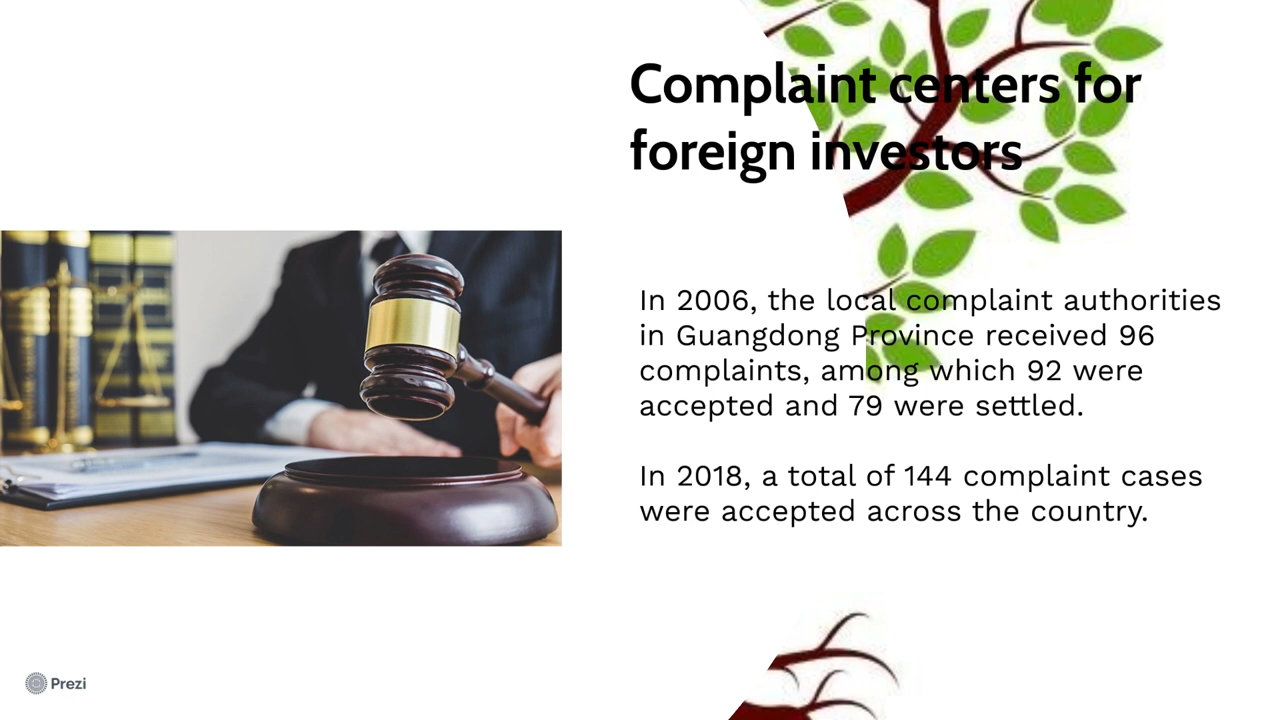 Complaint centers for
foreign investors
In 2006, the local complaint authorities
in Guangdong Province received 96
complaints, among which 92 were
accepted and 79 were settled.
In 2018, a total of 144 complaint cases
were accepted across the country.
Prezi